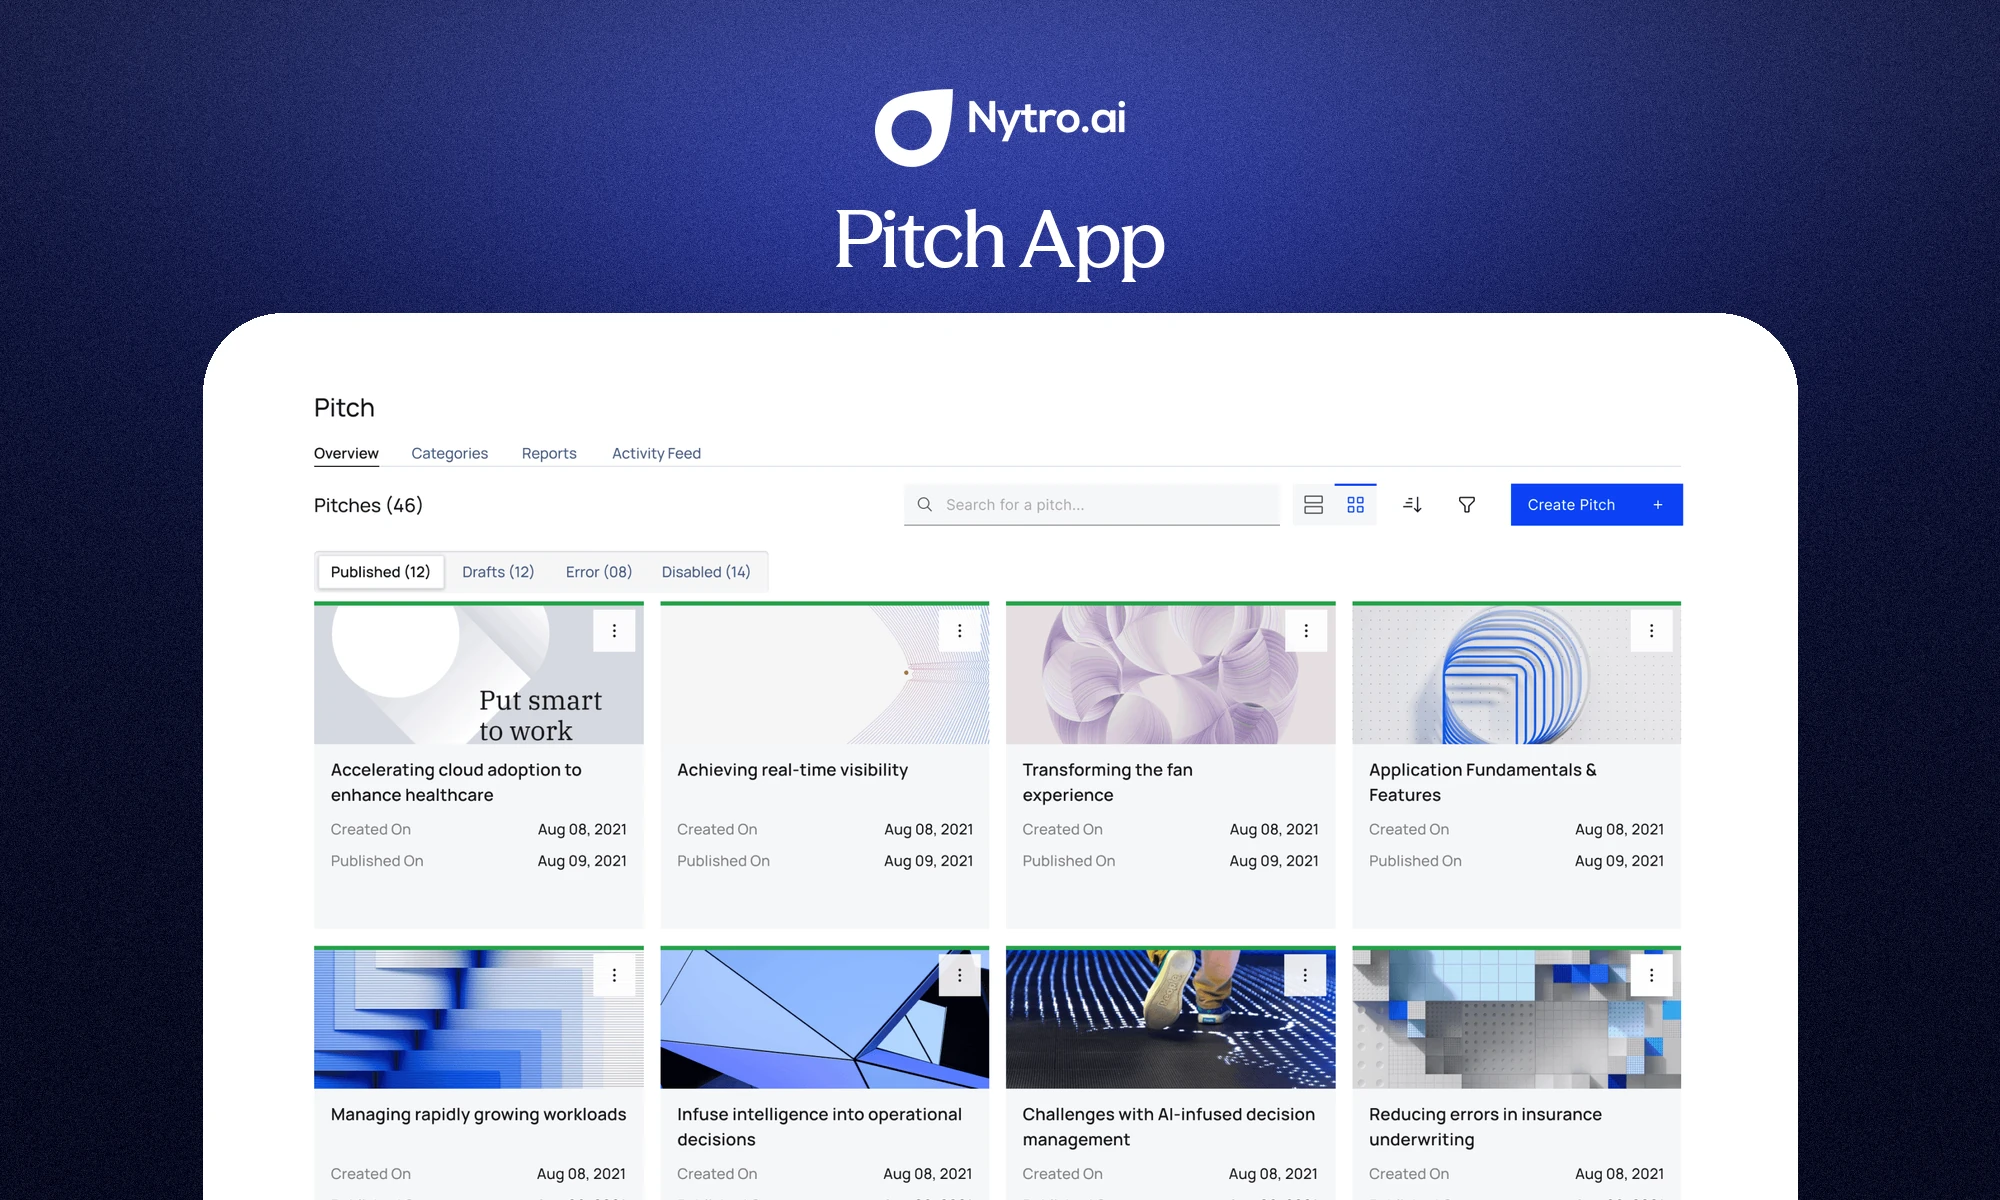 Nytro.ai
Pitch App
Pitch
Overview Categories Reports Activity Feed
Pitches (46) Search for a pitch... Create Pitch +
Published (12) Drafts (12) Error (08) Disabled (14)
Put smart
to work
Accelerating cloud adoption to
enhance healthcare
Created On Aug 08, 2021
Published On Aug 09, 2021
Achieving real-time visibility
Created On Aug 08, 2021
Published On Aug 09, 2021
Transforming the fan
experience
Created On Aug 08, 2021
Published On Aug 09, 2021
Application Fundamentals &
Features
Created On Aug 08, 2021
Published On Aug 09, 2021
Managing rapidly growing workloads
Created On Aug 08, 2021
Infuse intelligence into operational
decisions
Created On Aug 08, 2021
Challenges with AI-infused decision
management
Created On Aug 08, 2021
Reducing errors in insurance
underwriting
Created On Aug 08, 2021